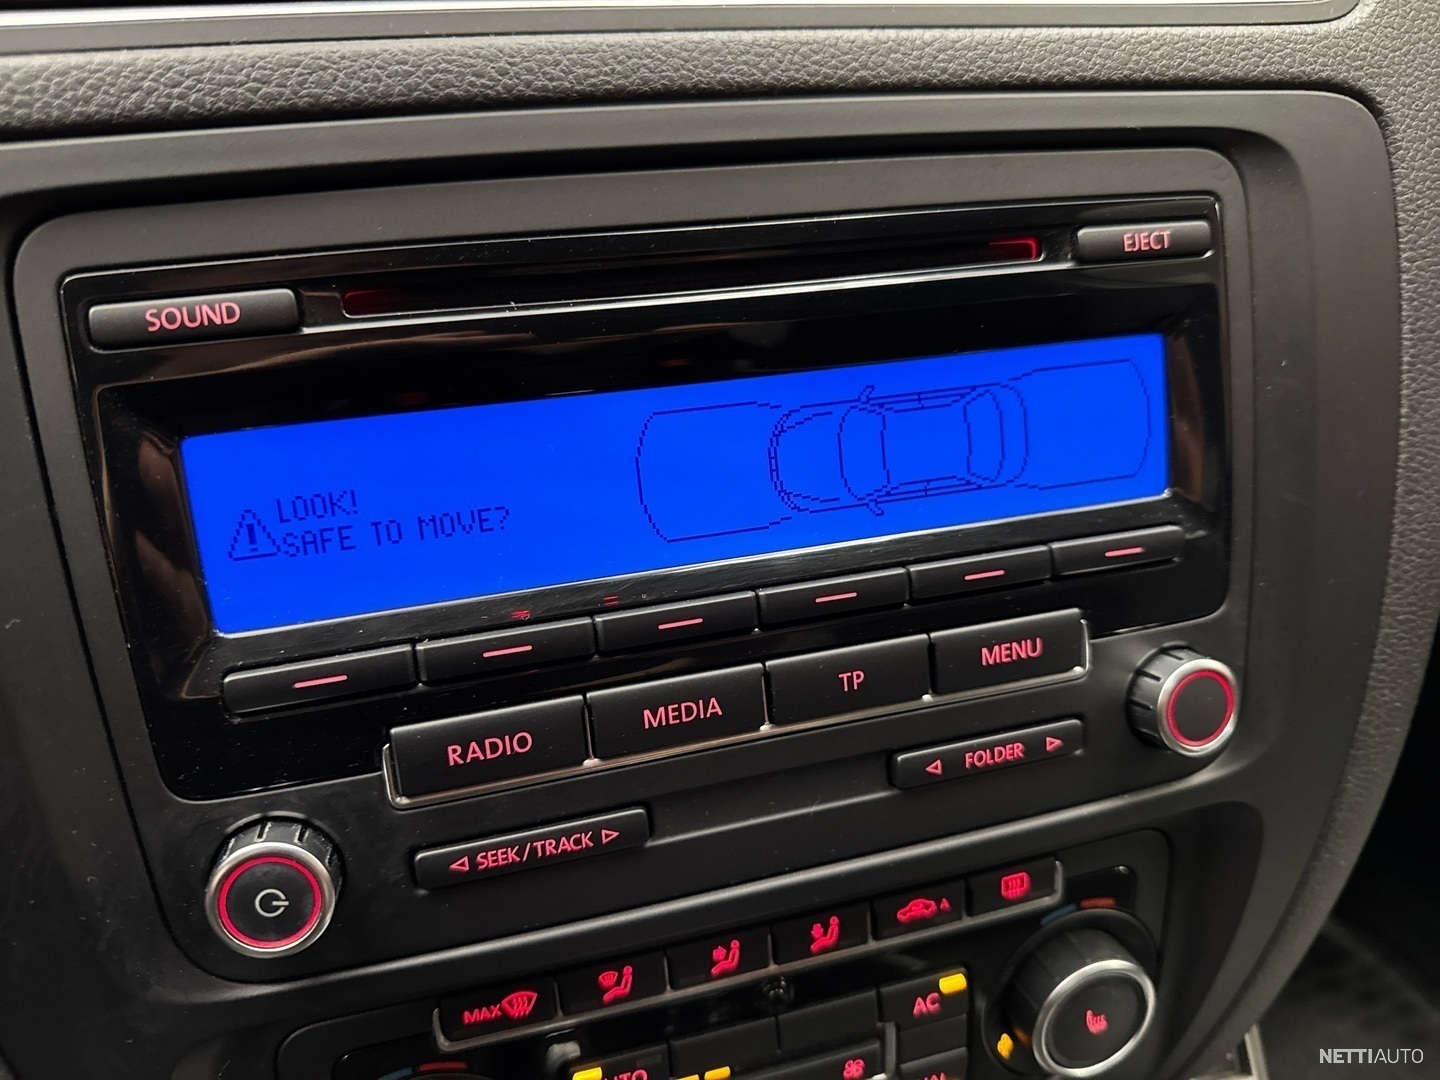 EJECT
SOUND
LOOK!
SAFE TO MOVE?
RADIO
MEDIA
TP
MENU
FOLDER
SEEK/TRACK
MAX
AC
NETTIAUTO